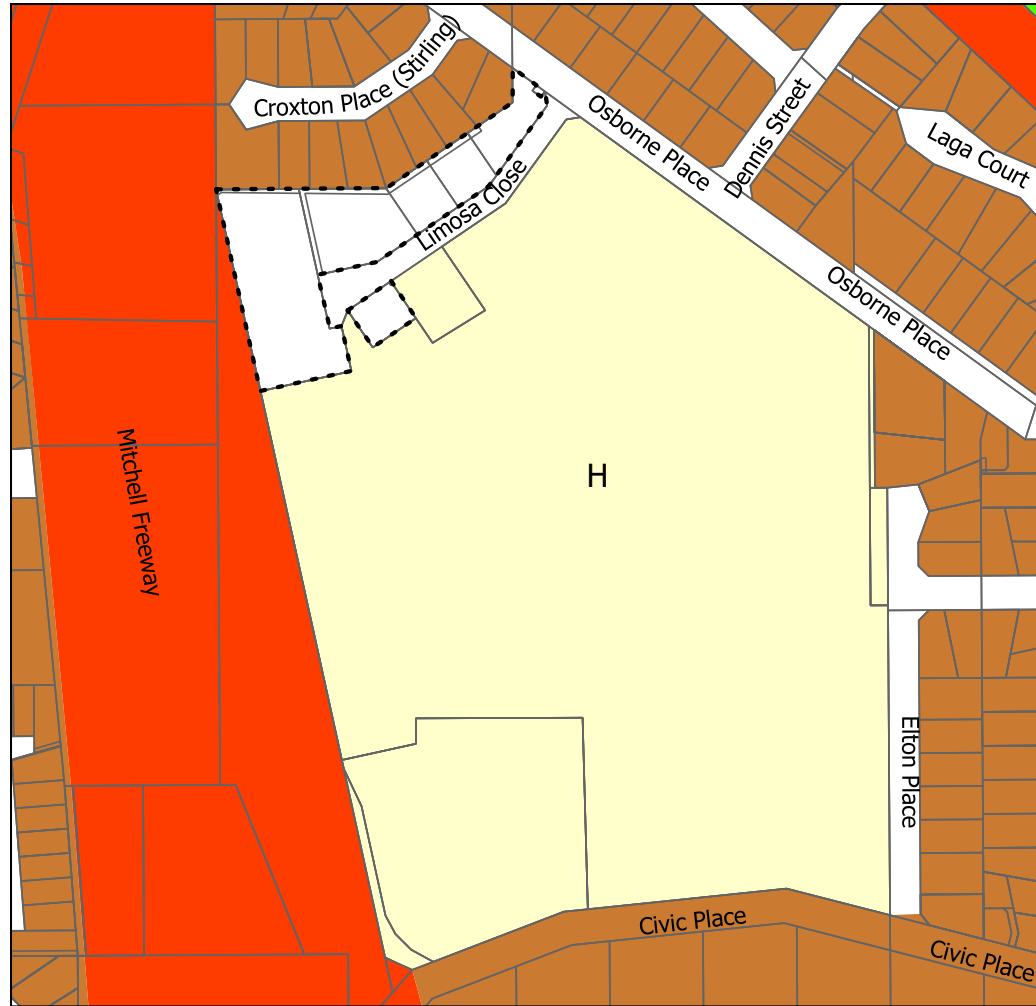 Croxton Place (Stirling)
Osborne Place
Dennis Street
Laga Court
Limosa Close
Osborne Place
Mitchell Freeway
H
Elton Place
Civic Place
Civic Place